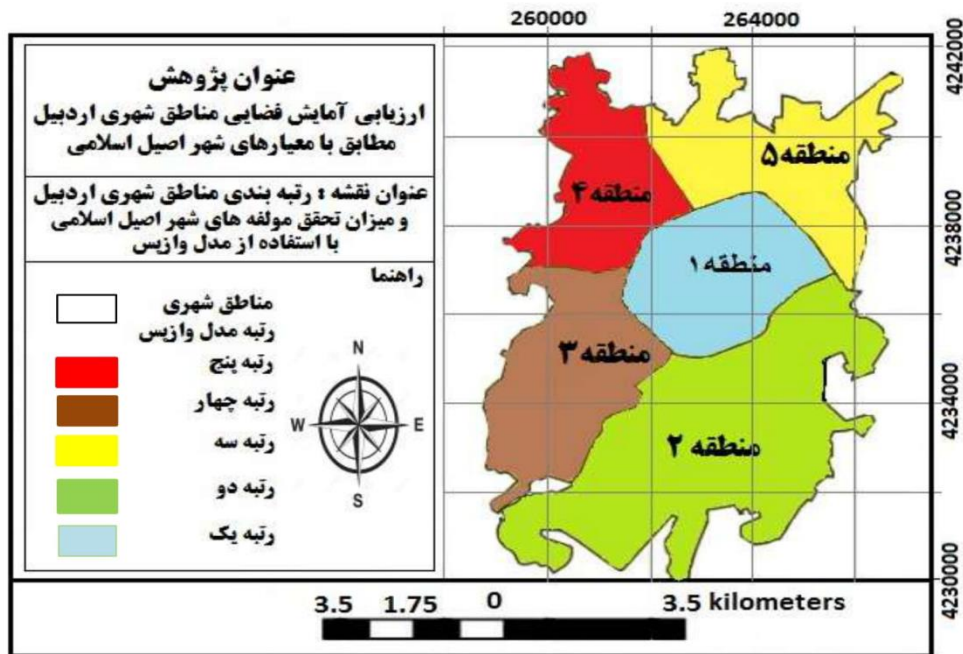 عنوان پژوهش
ارزیابی آمایش فضایی مناطق شهری اردبیل
مطابق با معیارهای شهر اصیل اسلامی
عنوان نقشه : رتبه بندی مناطق شهری اردبیل
و میزان تحقق مولفه های شهر اصیل اسلامی
با استفاده از مدل وازپس
راهنما
مناطق شهری
رتبه مدل وازپس
رتبه پنج
رتبه چهار
رتبه سه
رتبه دو
رتبه یک
N
W E
S
260000 264000
4242000
4238000
4234000
4230000
منطقه ۵
منطقه ۴
منطقه ۱
منطقه ۳
منطقه ۲
3.5 1.75 0 3.5 kilometers